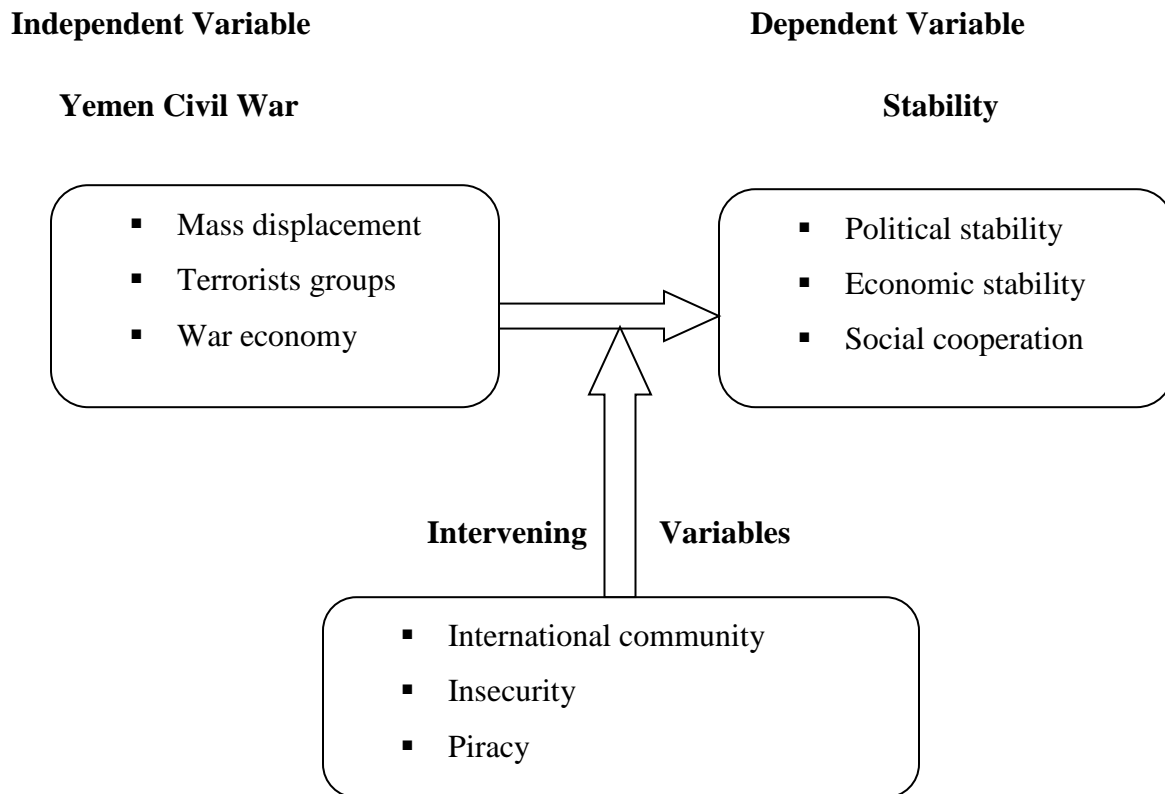 Independent Variable
Dependent Variable
Yemen Civil War
Stability
▪ Mass displacement
▪ Terrorists groups
▪ War economy
▪ Political stability
▪ Economic stability
▪ Social cooperation
Intervening Variables
▪ International community
▪ Insecurity
▪ Piracy